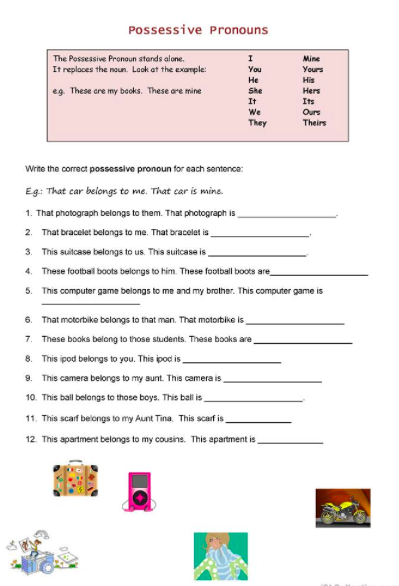 Possessive Pronouns
The Possessive Pronoun stands alone.
It replaces the noun. Look at the example:
e.g. These are my books. These are mine
I Mine
You Yours
He His
She Hers
It Its
We Ours
They Theirs
Write the correct possessive pronoun for each sentence:
E.g.: That car belongs to me. That car is mine.
1. That photograph belongs to them. That photograph is ____________________.
2. That bracelet belongs to me. That bracelet is ____________________.
3. This suitcase belongs to us. This suitcase is ____________________.
4. These football boots belongs to him. These football boots are____________________
5. This computer game belongs to me and my brother. This computer game is
____________________
6. That motorbike belongs to that man. That motorbike is ____________________
7. These books belong to those students. These books are ____________________
8. This ipod belongs to you. This ipod is ____________________
9. This camera belongs to my aunt. This camera is ____________________
10. This ball belongs to those boys. This ball is ____________________.
11. This scarf belongs to my Aunt Tina. This scarf is ______________
12. This apartment belongs to my cousins. This apartment is ______________